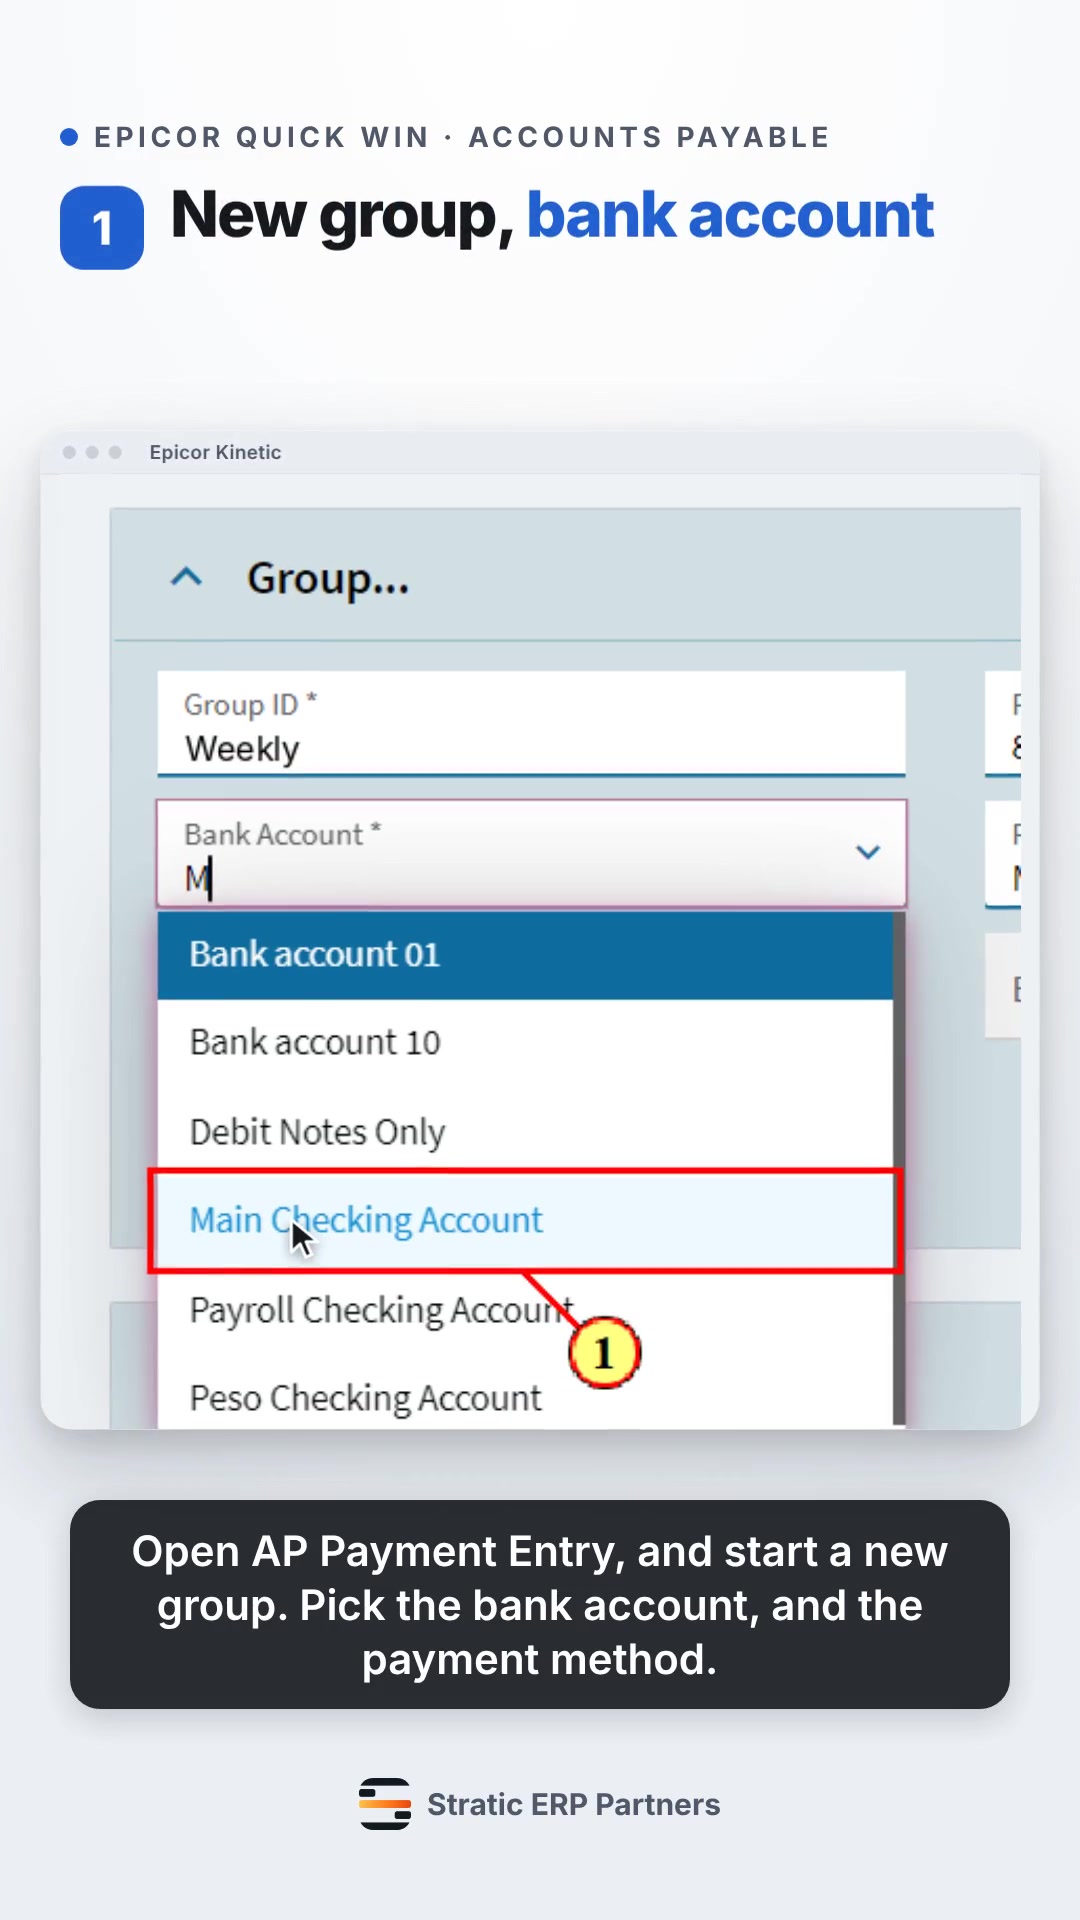 EPICOR QUICK WIN · ACCOUNTS PAYABLE
1 New group, bank account
Epicor Kinetic
Group...
Group ID *
Weekly
Bank Account *
M
Bank account 01
Bank account 10
Debit Notes Only
Main Checking Account
Payroll Checking Account
1
Peso Checking Account
Open AP Payment Entry, and start a new
group. Pick the bank account, and the
payment method.
Stratic ERP Partners